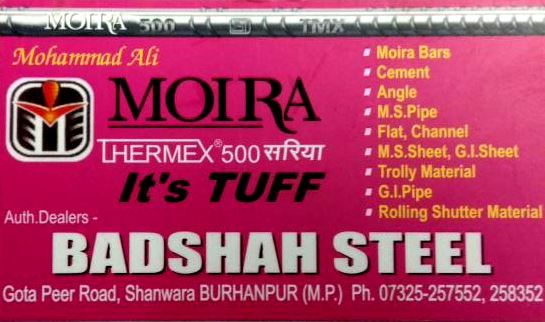 MOIRA 500 TMX
Mohammad Ali
MOIRA
THERMEX® 500 सरिया
It's TUFF
Moira Bars
Cement
Angle
M.S.Pipe
Flat, Channel
M.S.Sheet, G.I.Sheet
Trolly Material
G.I.Pipe
Rolling Shutter Material
Auth.Dealers -
BADSHAH STEEL
Gota Peer Road, Shanwara BURHANPUR (M.P.) Ph. 07325-257552, 258352